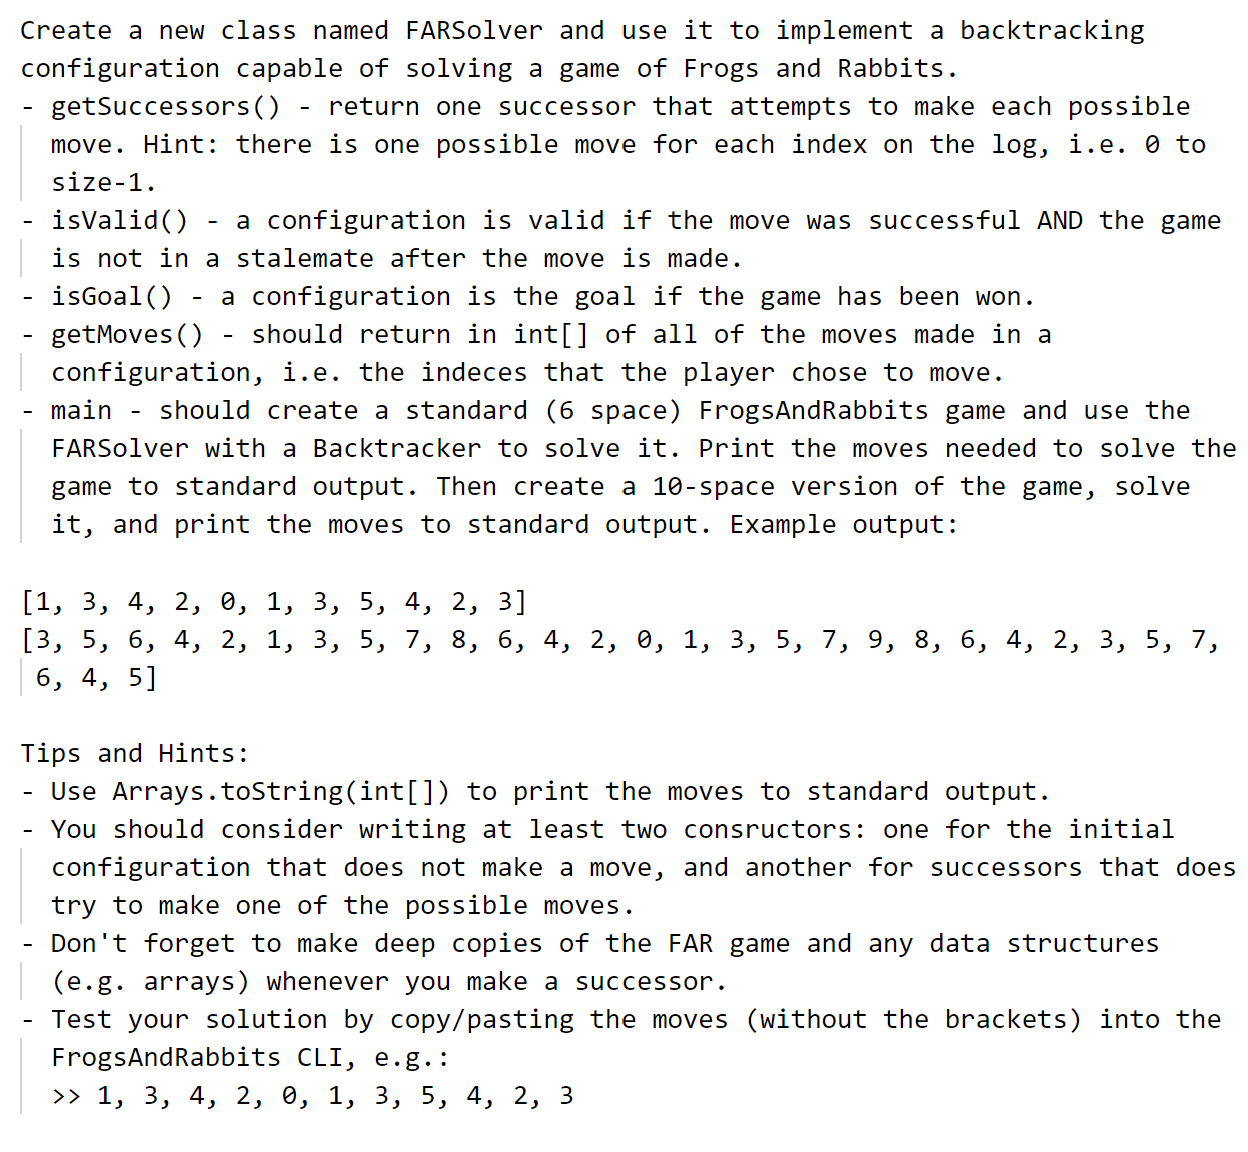 Create a new class named FARSolver and use it to implement a backtracking
configuration capable of solving a game of Frogs and Rabbits.
- getSuccessors() - return one successor that attempts to make each possible
move. Hint: there is one possible move for each index on the log, i.e. 0 to
size-1.
- isValid() - a configuration is valid if the move was successful AND the game
is not in a stalemate after the move is made.
- isGoal() - a configuration is the goal if the game has been won.
- getMoves() - should return in int[] of all of the moves made in a
configuration, i.e. the indeces that the player chose to move.
- main - should create a standard (6 space) FrogsAndRabbits game and use the
FARSolver with a Backtracker to solve it. Print the moves needed to solve the
game to standard output. Then create a 10-space version of the game, solve
it, and print the moves to standard output. Example output:

[1, 3, 4, 2, 0, 1, 3, 5, 4, 2, 3]
[3, 5, 6, 4, 2, 1, 3, 5, 7, 8, 6, 4, 2, 0, 1, 3, 5, 7, 9, 8, 6, 4, 2, 3, 5, 7,
6, 4, 5]

Tips and Hints:
- Use Arrays.toString(int[]) to print the moves to standard output.
- You should consider writing at least two consructors: one for the initial
configuration that does not make a move, and another for successors that does
try to make one of the possible moves.
- Don't forget to make deep copies of the FAR game and any data structures
(e.g. arrays) whenever you make a successor.
- Test your solution by copy/pasting the moves (without the brackets) into the
FrogsAndRabbits CLI, e.g.:
>> 1, 3, 4, 2, 0, 1, 3, 5, 4, 2, 3